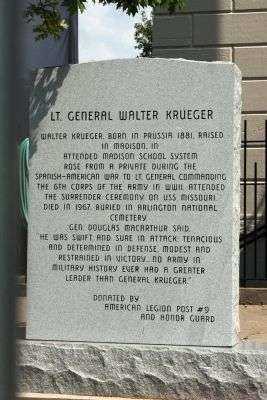 LT. GENERAL WALTER KRUEGER
WALTER KRUEGER, BORN IN PRUSSIA 1881, RAISED
IN MADISON, IN
ATTENDED MADISON SCHOOL SYSTEM
ROSE FROM A PRIVATE DURING THE
SPANISH-AMERICAN WAR TO LT. GENERAL COMMANDING
THE 6TH CORPS OF THE ARMY IN WWII. ATTENDED
THE SURRENDER CEREMONY ON USS MISSOURI.
DIED IN 1967. BURIED IN ARLINGTON NATIONAL
CEMETERY.
GEN. DOUGLAS MACARTHUR SAID,
"HE WAS SWIFT AND SURE IN ATTACK; TENACIOUS
AND DETERMINED IN DEFENSE, MODEST AND
RESTRAINED IN VICTORY...NO ARMY IN
MILITARY HISTORY EVER HAD A GREATER
LEADER THAN GENERAL KRUEGER."
DONATED BY
AMERICAN LEGION POST #9
AND HONOR GUARD